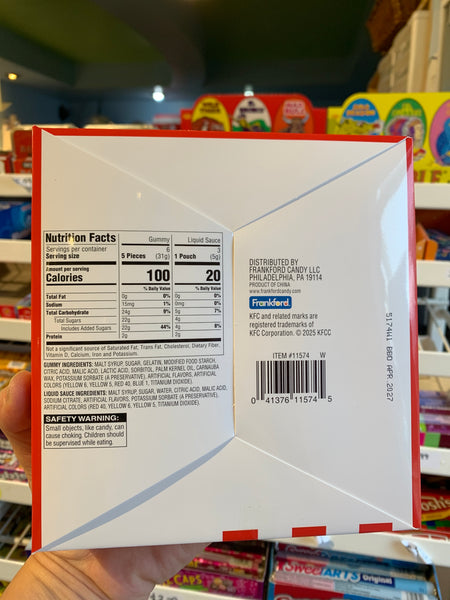 Nutrition Facts Gummy Liquid Sauce
Servings per container 6 3
Serving size 5 Pieces (31g) 1 Pouch (5g)
Amount per serving
Calories 100 20
% Daily Value % Daily Value
Total Fat 0g 0% 0g 0%
Sodium 15mg 1% 0mg 0%
Total Carbohydrate 24g 9% 5g 7%
Total Sugars 22g 4g
Includes Added Sugars 22g 44% 4g 8%
Protein 2g 2% 0g
Not a significant source of Saturated Fat, Trans Fat, Cholesterol, Dietary Fiber,
Vitamin D, Calcium, Iron and Potassium.
GUMMY INGREDIENTS: MALT SYRUP, SUGAR, GELATIN, MODIFIED FOOD STARCH,
CITRIC ACID, MALIC ACID, LACTIC ACID, SORBITOL, PALM KERNEL OIL, CARNAUBA
WAX, POTASSIUM SORBATE (A PRESERVATIVE), ARTIFICIAL FLAVORS, ARTIFICIAL
COLORS (YELLOW 6, YELLOW 5, RED 40, BLUE 1, TITANIUM DIOXIDE).
LIQUID SAUCE INGREDIENTS: MALT SYRUP, SUGAR, WATER, CITRIC ACID, MALIC ACID,
SODIUM CITRATE, ARTIFICIAL FLAVORS, POTASSIUM SORBATE (A PRESERVATIVE),
ARTIFICIAL COLORS (RED 40, YELLOW 6, YELLOW 5, TITANIUM DIOXIDE).
SAFETY WARNING:
Small objects, like candy, can
cause choking. Children should
be supervised while eating.
DISTRIBUTED BY
FRANKFORD CANDY LLC
PHILADELPHIA, PA 19114
PRODUCT OF CHINA
www.frankfordcandy.com
Frankford.
KFC and related marks are
registered trademarks of
KFC Corporation. © 2025 KFCC
ITEM #11574 W
0 41376 11574 5
5174W1 BBD APR 2027
SweeTARTS Original